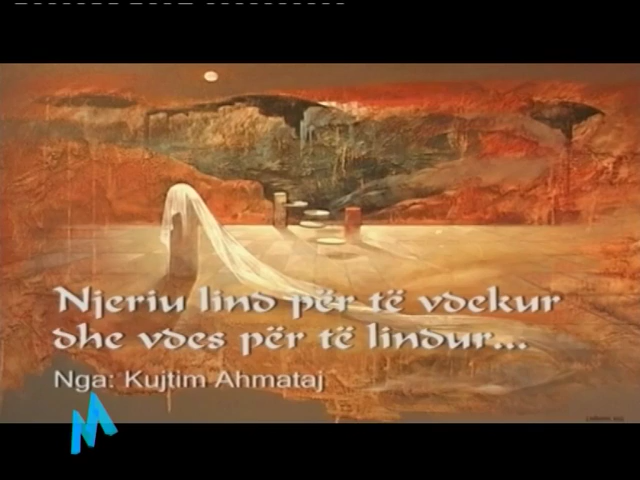 Njeriu lind për të vdekur
dhe vdes për të lindur...
Nga: Kujtim Ahmataj
M